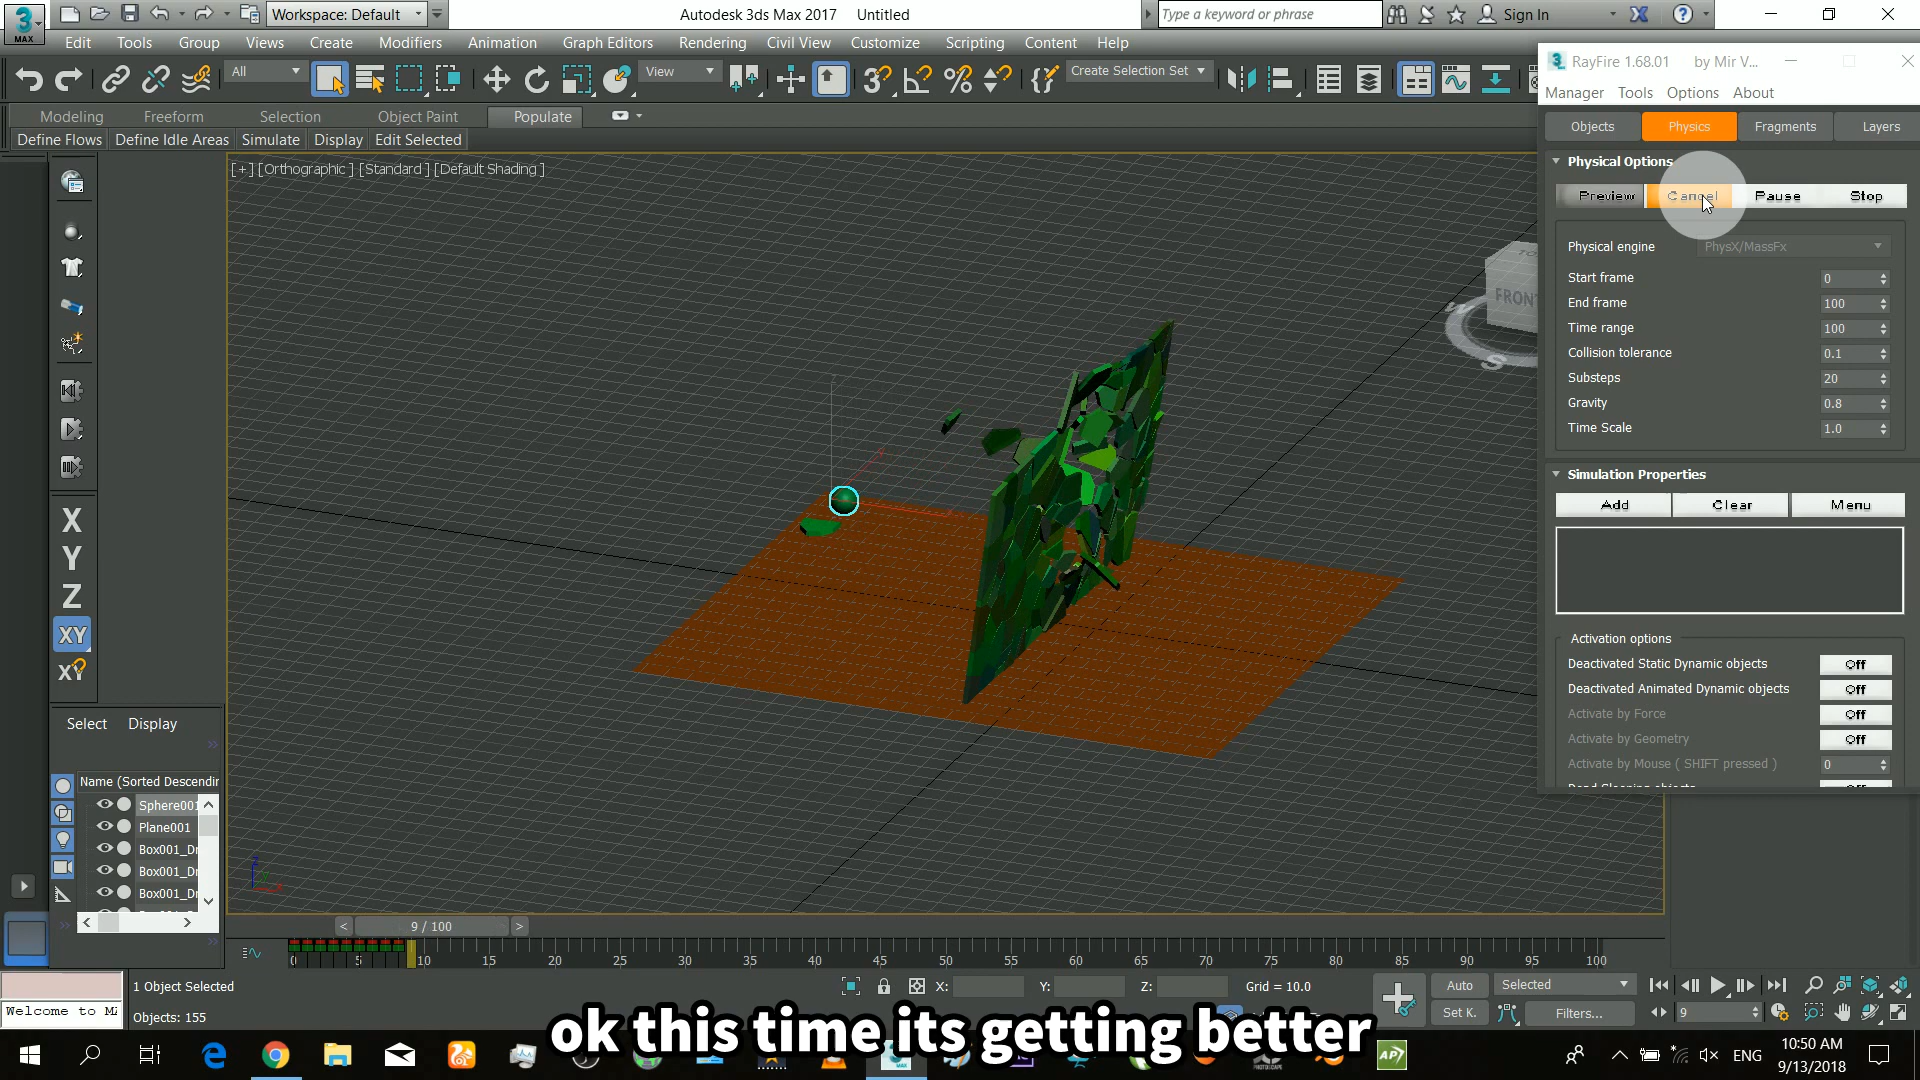 Workspace: Default
Autodesk 3ds Max 2017 Untitled
Type a keyword or phrase
Sign In
MAX
Edit Tools Group Views Create Modifiers Animation Graph Editors Rendering Civil View Customize Scripting Content Help
All
View
Create Selection Set
Modeling Freeform Selection Object Paint Populate
Define Flows Define Idle Areas Simulate Display Edit Selected
[+] [Orthographic ] [Standard ] [Default Shading ]
FRONT
W
S
RayFire 1.68.01 by Mir V...
Manager Tools Options About
Objects Physics Fragments Layers
Physical Options
Preview Cancel Pause Stop
Physical engine PhysX/MassFx
Start frame 0
End frame 100
Time range 100
Collision tolerance 0.1
Substeps 20
Gravity 0.8
Time Scale 1.0
Simulation Properties
Add Clear Menu
Activation options
Deactivated Static Dynamic objects Off
Deactivated Animated Dynamic objects Off
Activate by Force Off
Activate by Geometry Off
Activate by Mouse ( SHIFT pressed ) 0
X
Y
Z
XY
XY
Select Display
Name (Sorted Descendin
Sphere001
Plane001
Box001_Dr
Box001_Dr
Box001_Dr
< 9 / 100 >
0 5 10 15 20 25 30 35 40 45 50 55 60 65 70 75 80 85 90 95 100
1 Object Selected
X: Y: Z: Grid = 10.0
Auto Selected
Welcome to M
Objects: 155
Set K. Filters... 9
ok this time its getting better
ENG
10:50 AM
9/13/2018